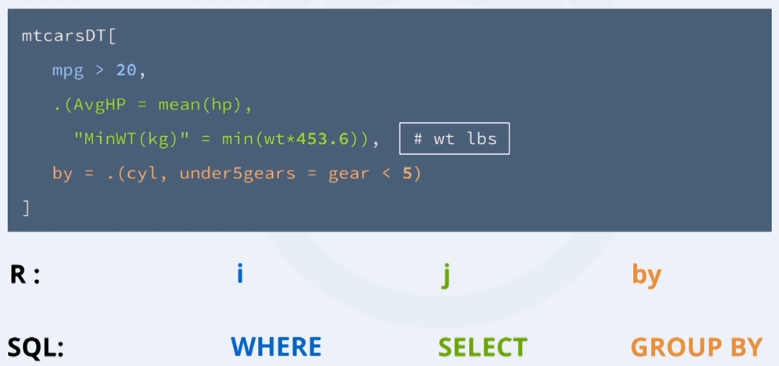 mtcarsDT[
mpg > 20,
.(AvgHP = mean(hp),
"MinWT(kg)" = min(wt*453.6)), # wt lbs
by = .(cyl, under5gears = gear < 5)
]
R: i j by
SQL: WHERE SELECT GROUP BY